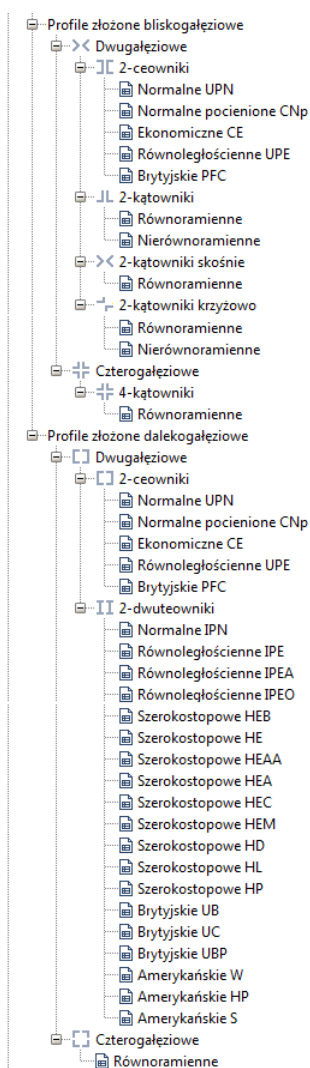 Profile złożone bliskogałęziowe
Dwugałęziowe
2-ceowniki
Normalne UPN
Normalne pocienione CNp
Ekonomiczne CE
Równoległościenne UPE
Brytyjskie PFC
2-kątowniki
Równoramienne
Nierównoramienne
2-kątowniki skośnie
Równoramienne
2-kątowniki krzyżowo
Równoramienne
Nierównoramienne
Czterogałęziowe
4-kątowniki
Równoramienne
Profile złożone dalekogałęziowe
Dwugałęziowe
2-ceowniki
Normalne UPN
Normalne pocienione CNp
Ekonomiczne CE
Równoległościenne UPE
Brytyjskie PFC
2-dwuteowniki
Normalne IPN
Równoległościenne IPE
Równoległościenne IPEA
Równoległościenne IPEO
Szerokostopowe HEB
Szerokostopowe HE
Szerokostopowe HEAA
Szerokostopowe HEA
Szerokostopowe HEC
Szerokostopowe HEM
Szerokostopowe HD
Szerokostopowe HL
Szerokostopowe HP
Brytyjskie UB
Brytyjskie UC
Brytyjskie UBP
Amerykańskie W
Amerykańskie HP
Amerykańskie S
Czterogałęziowe
Równoramienne